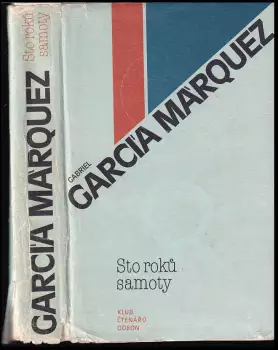 GARCÍA MÁRQUEZ
Sto roků
samoty
GABRIEL
GARCÍA MÁRQUEZ
Sto roků
samoty
KLUB
ČTENÁŘŮ
ODEON